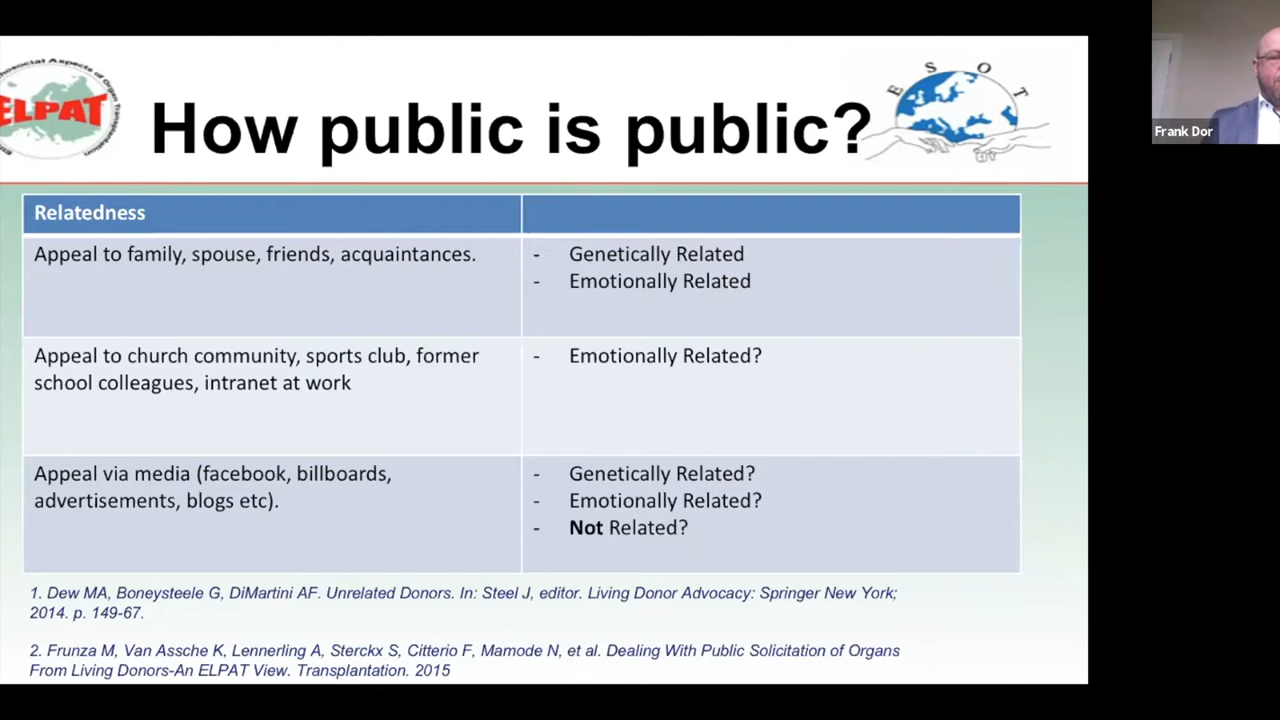 ELPAT
E S O T
How public is public?
Frank Dor
Relatedness
Appeal to family, spouse, friends, acquaintances.
- Genetically Related
- Emotionally Related
Appeal to church community, sports club, former
school colleagues, intranet at work
- Emotionally Related?
Appeal via media (facebook, billboards,
advertisements, blogs etc).
- Genetically Related?
- Emotionally Related?
- Not Related?
1. Dew MA, Boneysteele G, DiMartini AF. Unrelated Donors. In: Steel J, editor. Living Donor Advocacy: Springer New York;
2014. p. 149-67.
2. Frunza M, Van Assche K, Lennerling A, Sterckx S, Citterio F, Mamode N, et al. Dealing With Public Solicitation of Organs
From Living Donors-An ELPAT View. Transplantation. 2015